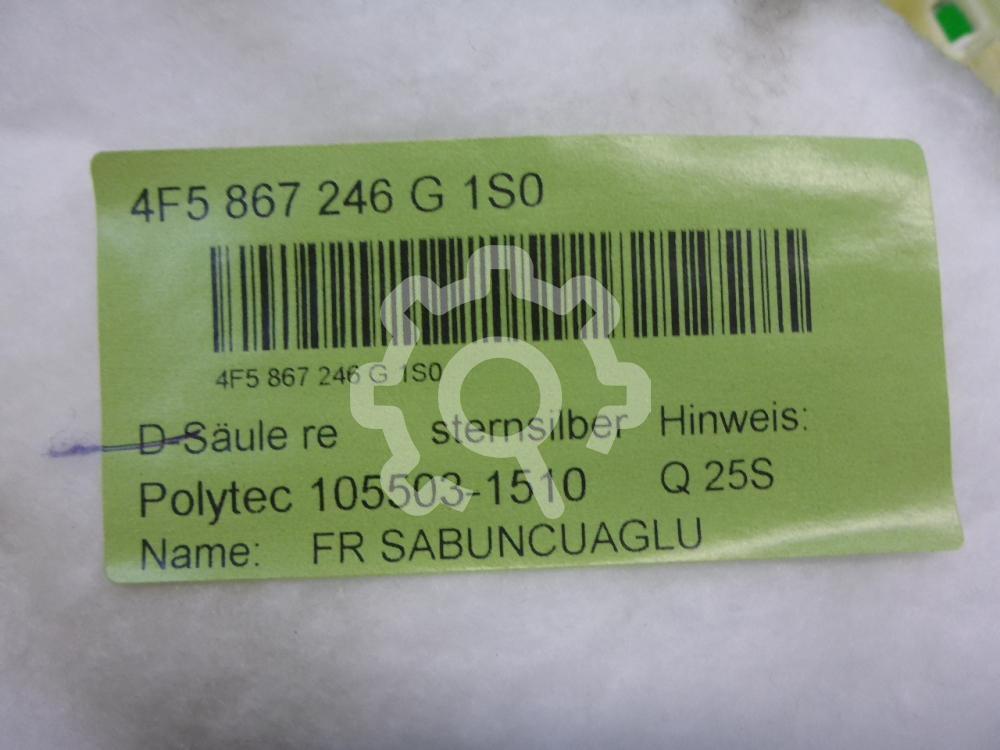 4F5 867 246 G 1S0
4F5 867 246 G 1S0
D-Säule re sternsilber Hinweis:
Polytec 105503-1510 Q 25S
Name: FR SABUNCUAGLU